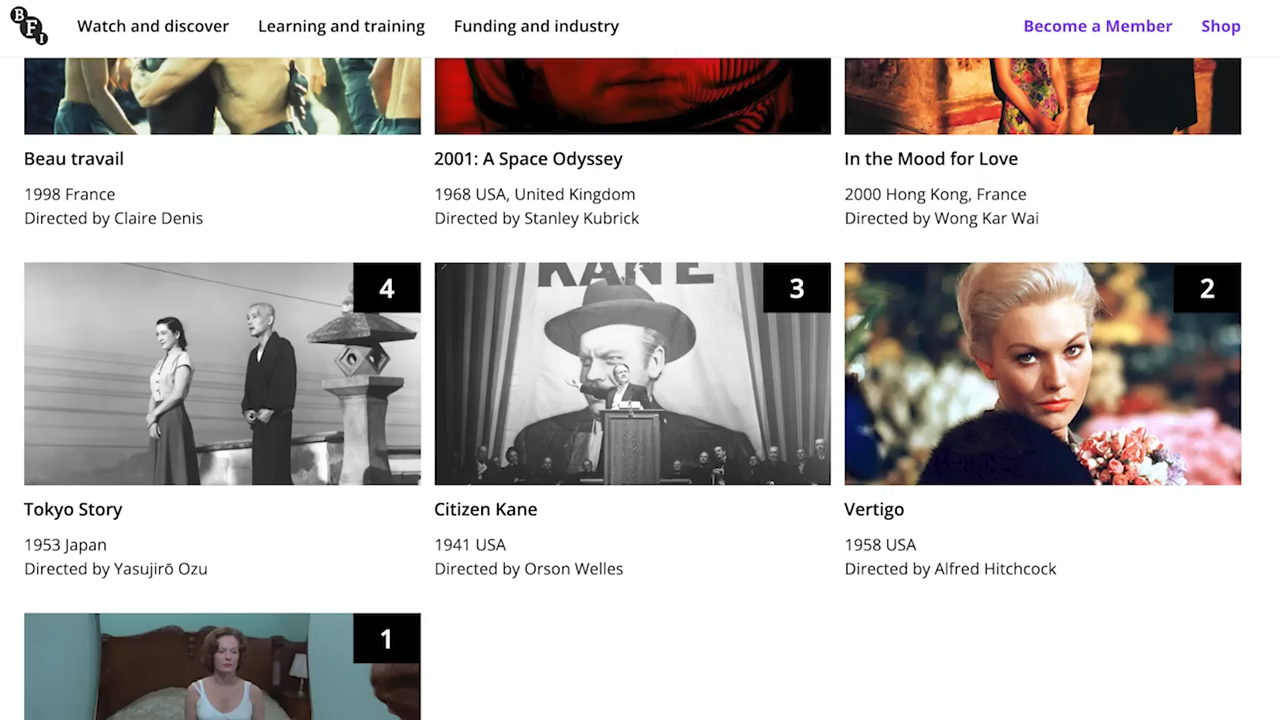 BFI
Watch and discover
Learning and training
Funding and industry
Become a Member
Shop
Beau travail
1998 France
Directed by Claire Denis
2001: A Space Odyssey
1968 USA, United Kingdom
Directed by Stanley Kubrick
In the Mood for Love
2000 Hong Kong, France
Directed by Wong Kar Wai
4
KANE
3
2
Tokyo Story
1953 Japan
Directed by Yasujirō Ozu
Citizen Kane
1941 USA
Directed by Orson Welles
Vertigo
1958 USA
Directed by Alfred Hitchcock
1